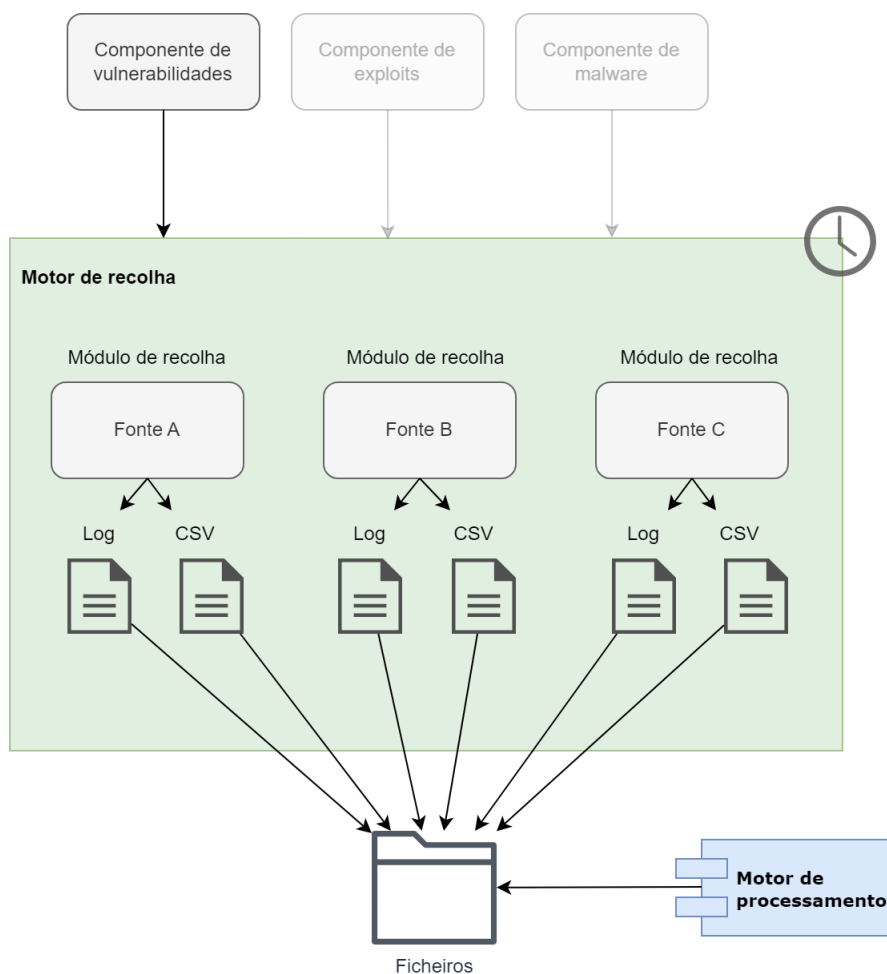 Componente de
vulnerabilidades
Componente de
exploits
Componente de
malware
Motor de recolha
Módulo de recolha
Módulo de recolha
Módulo de recolha
Fonte A
Fonte B
Fonte C
Log
CSV
Log
CSV
Log
CSV
Motor de
processamento
Ficheiros